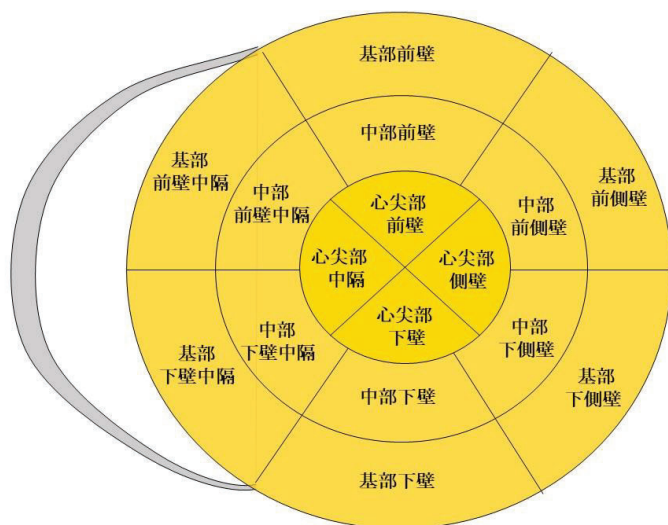 基部前壁
中部前壁
基部
前壁中隔
中部
前壁中隔
心尖部
前壁
中部
前側壁
基部
前側壁
心尖部
中隔
心尖部
側壁
心尖部
下壁
基部
下壁中隔
中部
下壁中隔
中部
下側壁
基部
下側壁
中部下壁
基部下壁